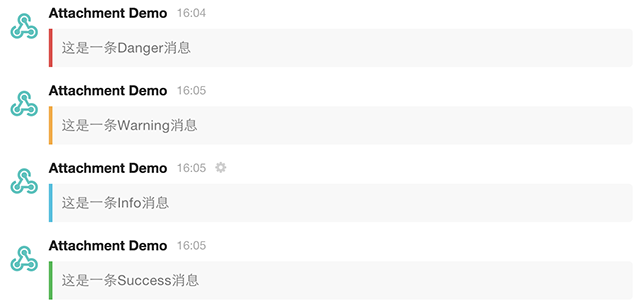 Attachment Demo 16:04
这是一条Danger消息
Attachment Demo 16:05
这是一条Warning消息
Attachment Demo 16:05
这是一条Info消息
Attachment Demo 16:05
这是一条Success消息